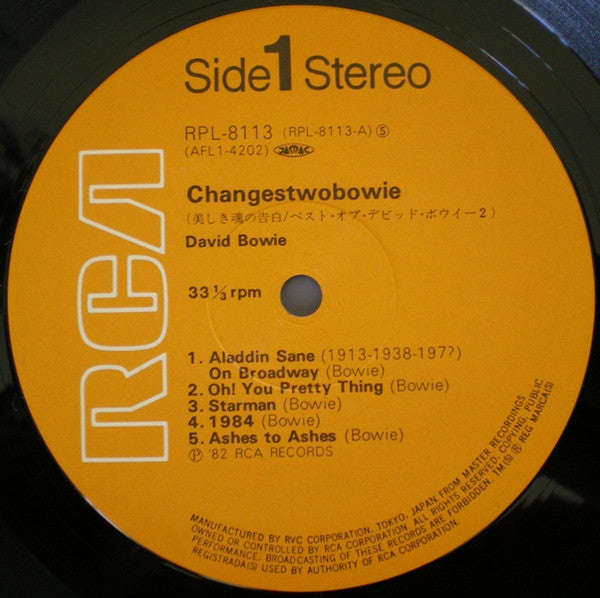 Side 1 Stereo
RPL-8113 (RPL-8113-A) ⑤
(AFL1-4202) JASRAC
Changestwobowie
(美しき魂の告白/ベスト・オブ・デビッド・ボウイー2)
David Bowie
33 1/3 rpm
RCA
1. Aladdin Sane (1913-1938-197?)
On Broadway (Bowie)
2. Oh! You Pretty Thing (Bowie)
3. Starman (Bowie)
4. 1984 (Bowie)
5. Ashes to Ashes (Bowie)
Ⓟ '82 RCA RECORDS
MANUFACTURED BY RVC CORPORATION, TOKYO, JAPAN FROM MASTER RECORDINGS
OWNED OR CONTROLLED BY RCA CORPORATION. ALL RIGHTS RESERVED. COPYING, PUBLIC
PERFORMANCE, BROADCASTING OF THESE RECORDS ARE FORBIDDEN. TM(S) ® REG MARCA(S)
REGISTRADA(S) USED BY AUTHORITY OF RCA CORPORATION.